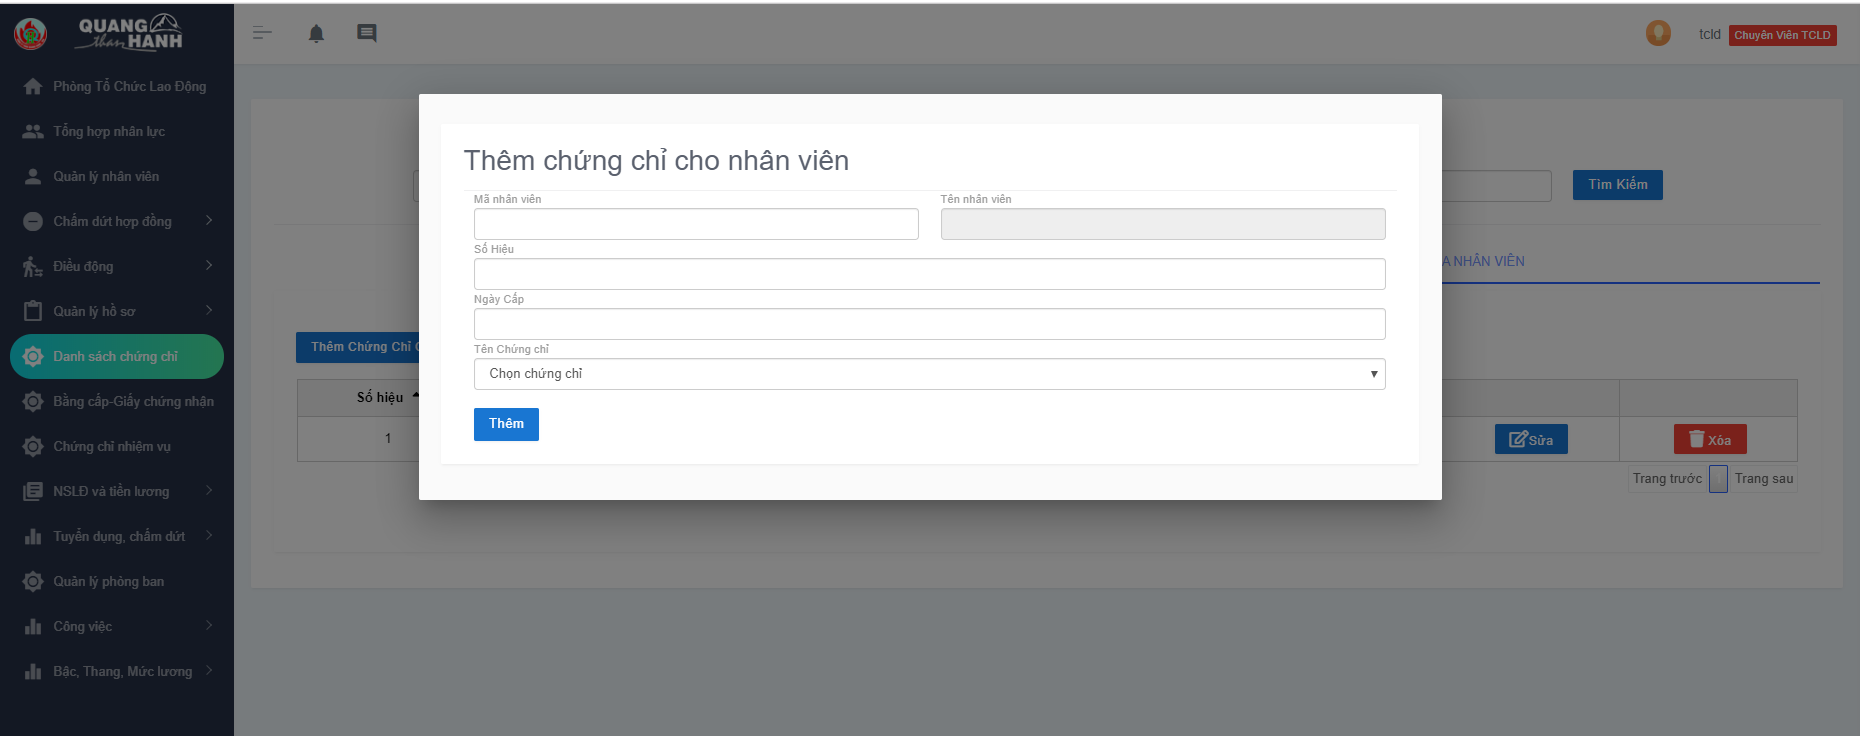 QUANG
than HANH
tcld
Chuyên Viên TCLD
Phòng Tổ Chức Lao Động
Tổng hợp nhân lực
Quản lý nhân viên
Chấm dứt hợp đồng
Điều động
Quản lý hồ sơ
Danh sách chứng chỉ
Bằng cấp-Giấy chứng nhận
Chứng chỉ nhiệm vụ
NSLĐ và tiền lương
Tuyển dụng, chấm dứt
Quản lý phòng ban
Công việc
Bậc, Thang, Mức lương
Tìm Kiếm
A NHÂN VIÊN
Thêm Chứng Chỉ
Số hiệu
1
Sửa
Xóa
Trang trước
1
Trang sau
Thêm chứng chỉ cho nhân viên
Mã nhân viên
Tên nhân viên
Số Hiệu
Ngày Cấp
Tên Chứng chỉ
Chọn chứng chỉ
Thêm